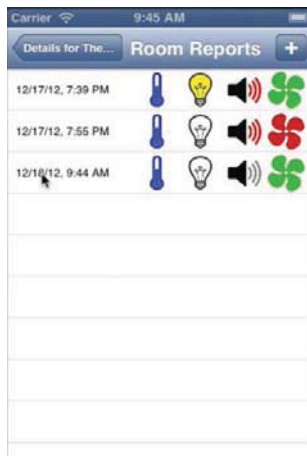 Carrier 9:45 AM
Details for The... Room Reports +
12/17/12, 7:39 PM
12/17/12, 7:55 PM
12/18/12, 9:44 AM